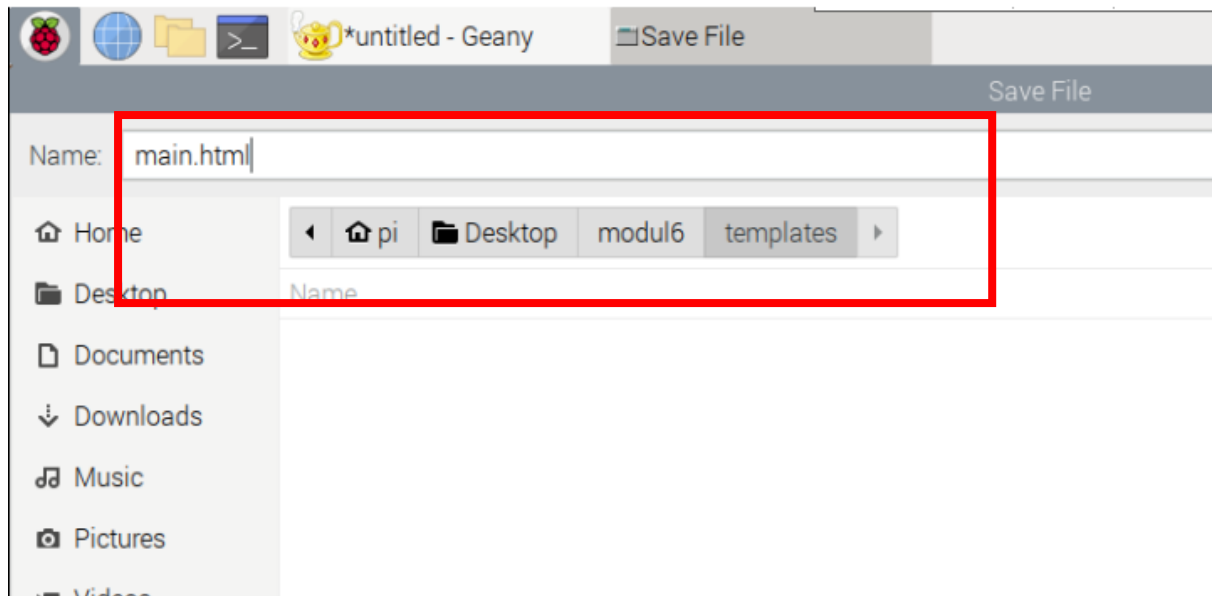 *untitled - Geany
Save File
Save File
Name: main.html
Home
pi Desktop modul6 templates
Desktop
Name
Documents
Downloads
Music
Pictures
Videos